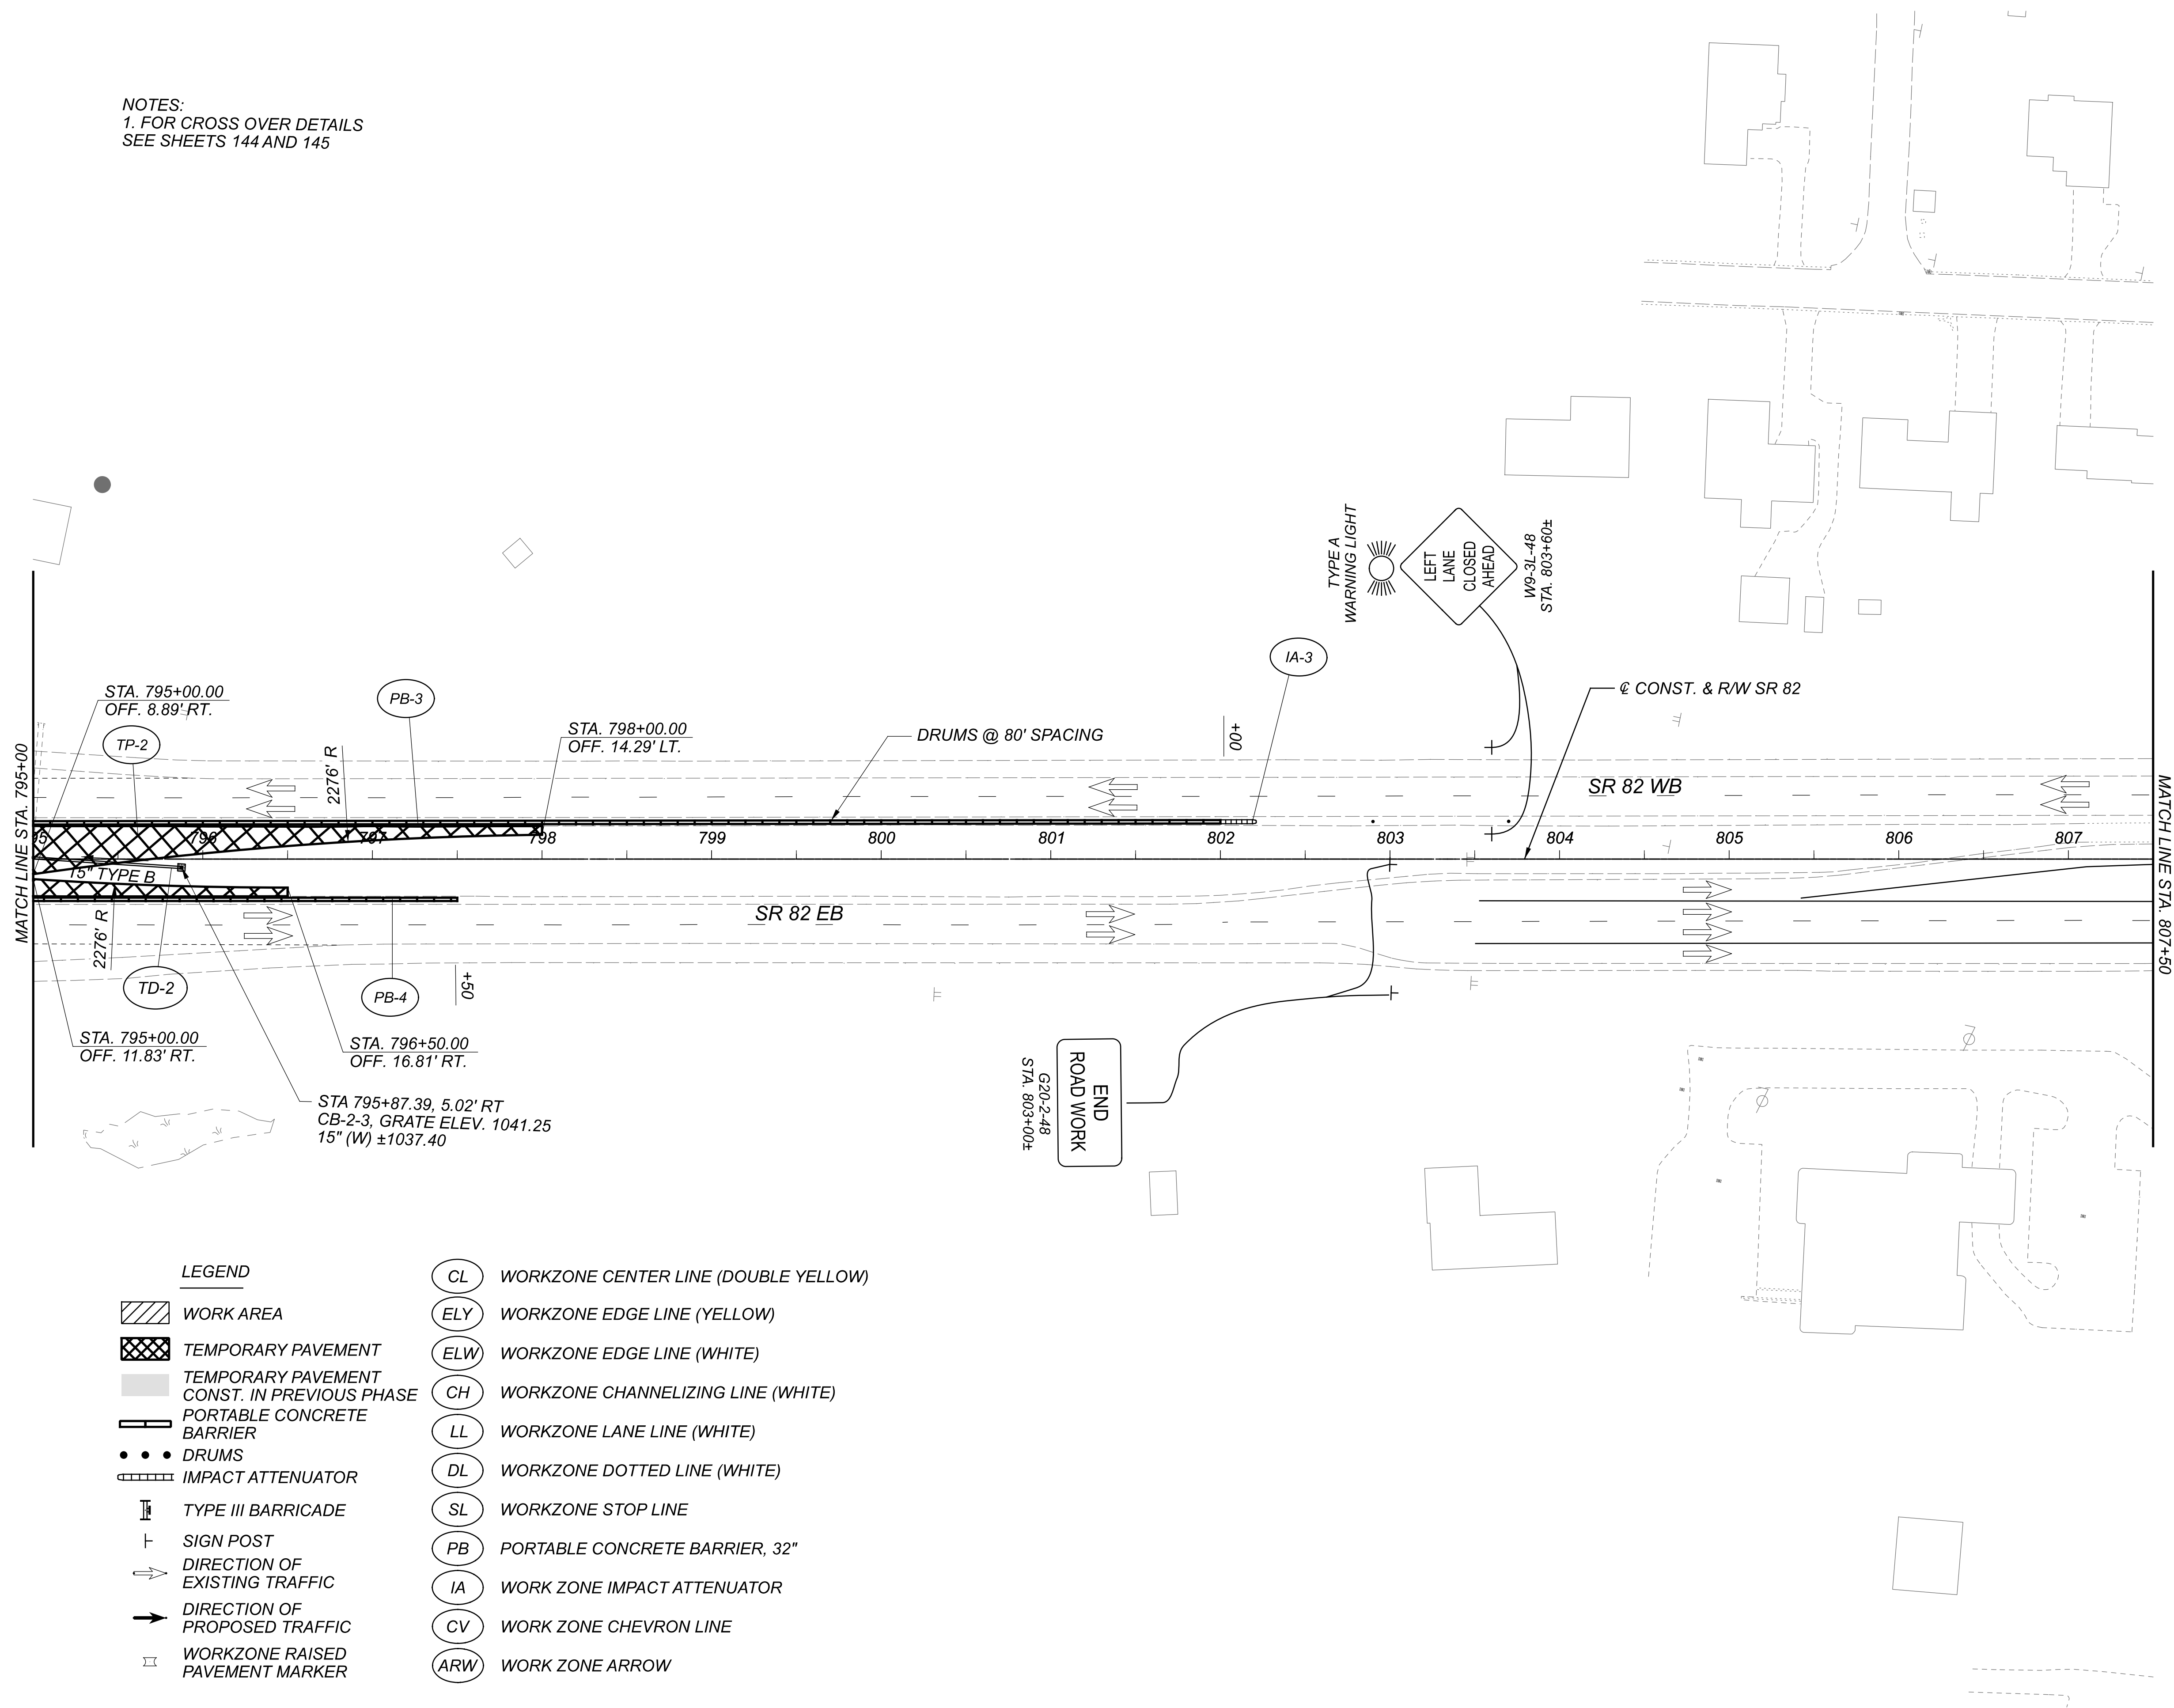 NOTES:
1. FOR CROSS OVER DETAILS
SEE SHEETS 144 AND 145
TYPE A
WARNING LIGHT
LEFT
LANE
CLOSED
AHEAD
W9-3L-48
STA. 803+60±
IA-3
℄ CONST. & R/W SR 82
STA. 795+00.00
OFF. 8.89' RT.
TP-2
2276' R
PB-3
STA. 798+00.00
OFF. 14.29' LT.
DRUMS @ 80' SPACING
+00
SR 82 WB
MATCH LINE STA. 795+00
MATCH LINE STA. 807+50
796
797
798
799
800
801
802
803
804
805
806
807
15" TYPE B
SR 82 EB
2276' R
TD-2
PB-4
+50
STA. 795+00.00
OFF. 11.83' RT.
STA. 796+50.00
OFF. 16.81' RT.
STA 795+87.39, 5.02' RT
CB-2-3, GRATE ELEV. 1041.25
15" (W) ±1037.40
END
ROAD WORK
G20-2-48
STA. 803+00±
LEGEND
WORK AREA
TEMPORARY PAVEMENT
TEMPORARY PAVEMENT
CONST. IN PREVIOUS PHASE
PORTABLE CONCRETE
BARRIER
DRUMS
IMPACT ATTENUATOR
TYPE III BARRICADE
SIGN POST
DIRECTION OF
EXISTING TRAFFIC
DIRECTION OF
PROPOSED TRAFFIC
WORKZONE RAISED
PAVEMENT MARKER
CL WORKZONE CENTER LINE (DOUBLE YELLOW)
ELY WORKZONE EDGE LINE (YELLOW)
ELW WORKZONE EDGE LINE (WHITE)
CH WORKZONE CHANNELIZING LINE (WHITE)
LL WORKZONE LANE LINE (WHITE)
DL WORKZONE DOTTED LINE (WHITE)
SL WORKZONE STOP LINE
PB PORTABLE CONCRETE BARRIER, 32"
IA WORK ZONE IMPACT ATTENUATOR
CV WORK ZONE CHEVRON LINE
ARW WORK ZONE ARROW